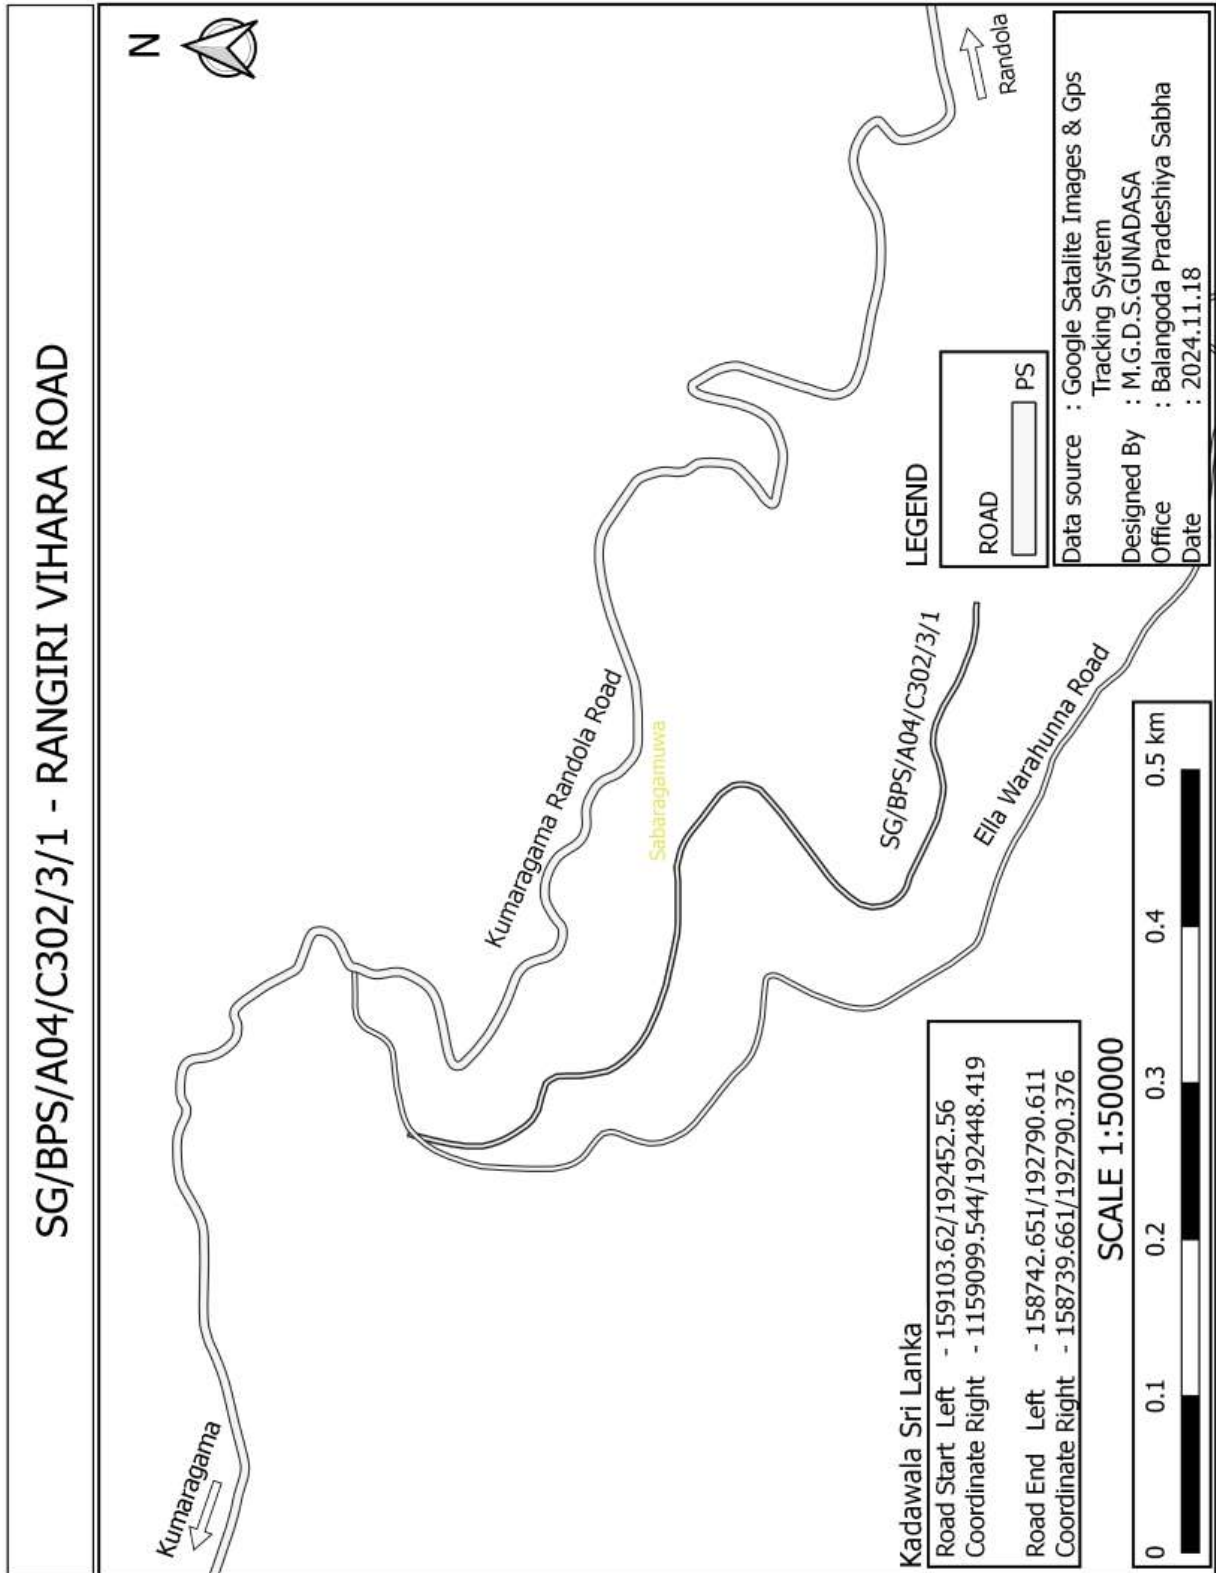 SG/BPS/A04/C302/3/1 - RANGIRI VIHARA ROAD
N
Kumaragama
Kumaragama Randola Road
Sabaragamuwa
Randola
SG/BPS/A04/C302/3/1
Ella Warahunna Road
Kadawala Sri Lanka
Road Start Left - 159103.62/192452.56
Coordinate Right - 1159099.544/192448.419
Road End Left - 158742.651/192790.611
Coordinate Right - 158739.661/192790.376
SCALE 1:50000
0 0.1 0.2 0.3 0.4 0.5 km
LEGEND
ROAD
PS
Data source : Google Satalite Images & Gps
Tracking System
Designed By : M.G.D.S.GUNADASA
Office : Balangoda Pradeshiya Sabha
Date : 2024.11.18